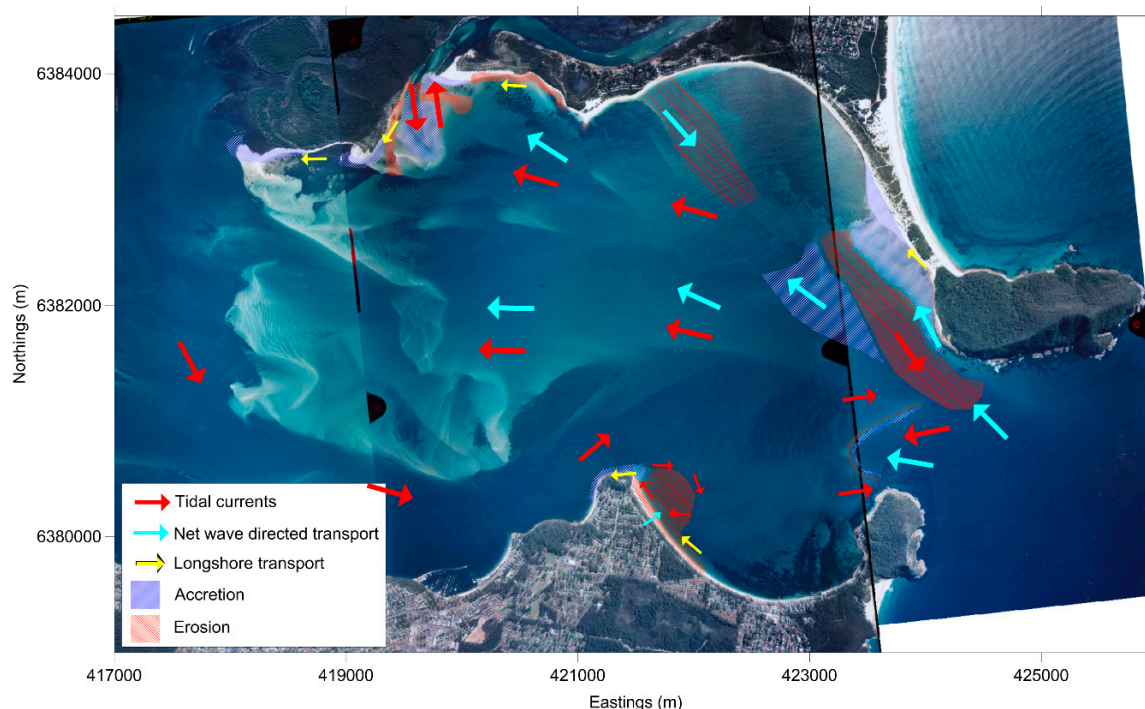 Northings (m)
6384000
6382000
6380000
Tidal currents
Net wave directed transport
Longshore transport
Accretion
Erosion
417000
419000
421000
423000
425000
Eastings (m)